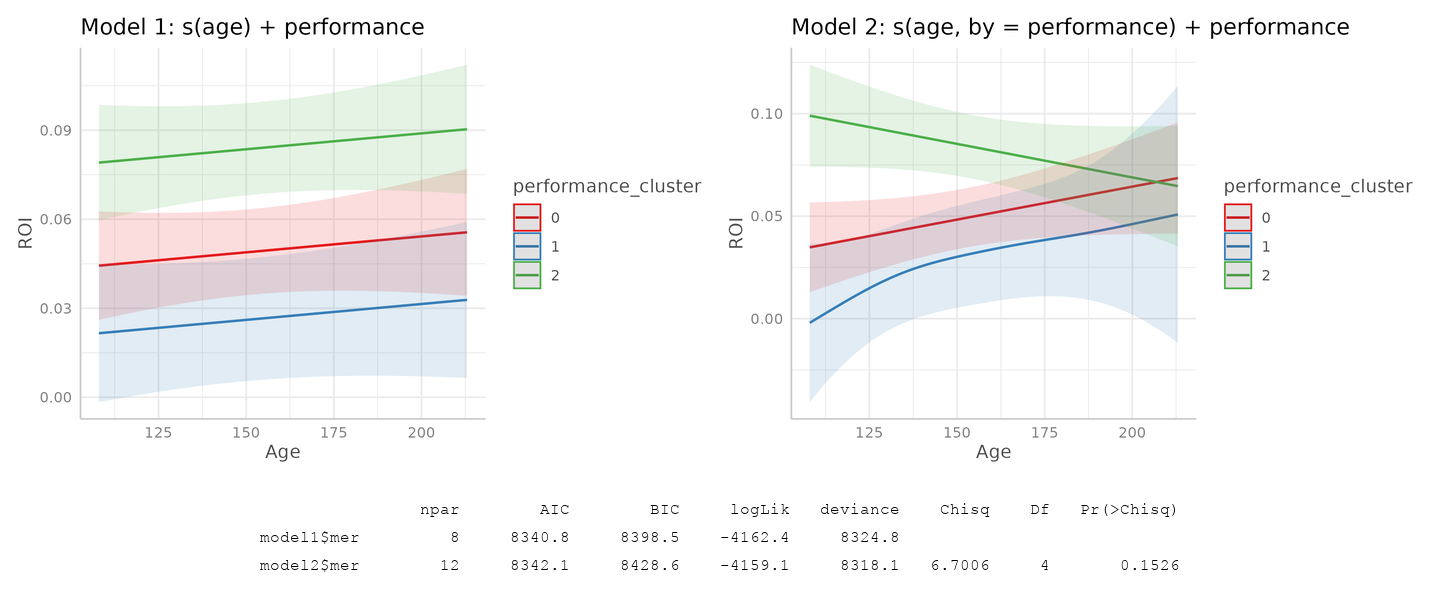 Model 1: s(age) + performance
0.09
0.06
0.03
0.00
ROI
125 150 175 200
Age
performance_cluster
0
1
2
Model 2: s(age, by = performance) + performance
0.10
0.05
0.00
ROI
125 150 175 200
Age
performance_cluster
0
1
2
npar AIC BIC logLik deviance Chisq Df Pr(>Chisq)
model1$mer 8 8340.8 8398.5 -4162.4 8324.8
model2$mer 12 8342.1 8428.6 -4159.1 8318.1 6.7006 4 0.1526